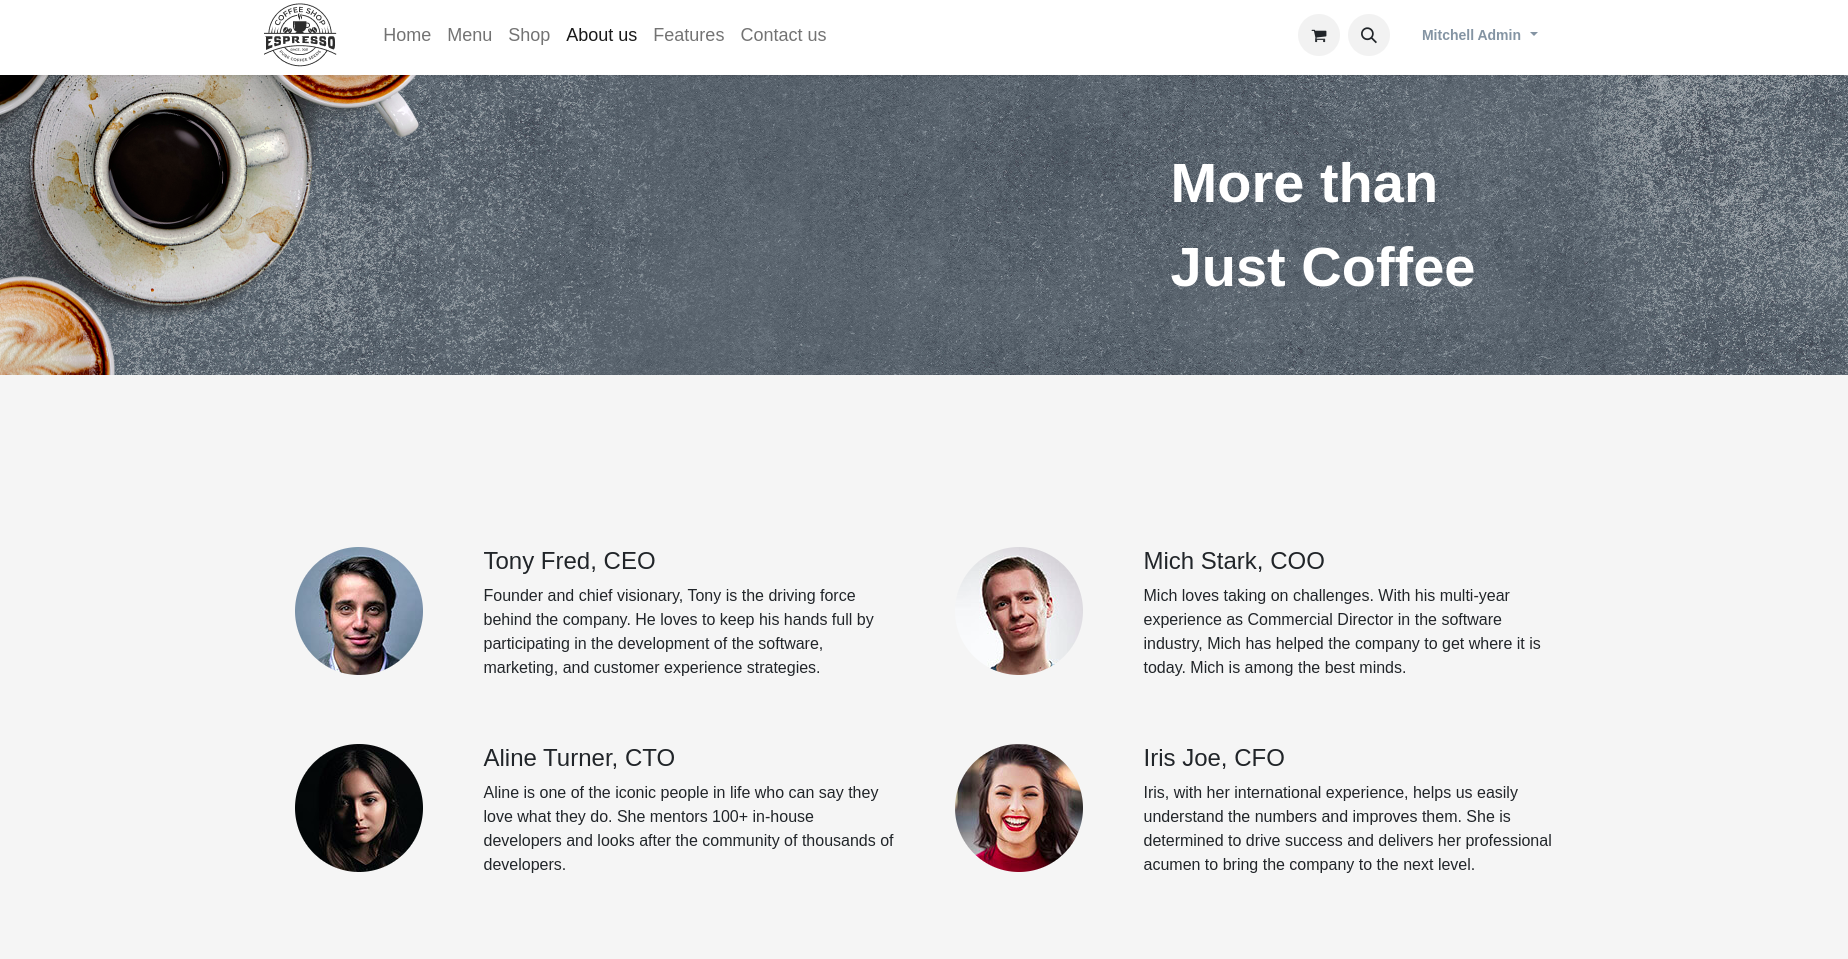 COFFEE SHOP
ESPRESSO
Home
Menu
Shop
About us
Features
Contact us
Mitchell Admin
More than
Just Coffee
Tony Fred, CEO
Founder and chief visionary, Tony is the driving force
behind the company. He loves to keep his hands full by
participating in the development of the software,
marketing, and customer experience strategies.
Mich Stark, COO
Mich loves taking on challenges. With his multi-year
experience as Commercial Director in the software
industry, Mich has helped the company to get where it is
today. Mich is among the best minds.
Aline Turner, CTO
Aline is one of the iconic people in life who can say they
love what they do. She mentors 100+ in-house
developers and looks after the community of thousands of
developers.
Iris Joe, CFO
Iris, with her international experience, helps us easily
understand the numbers and improves them. She is
determined to drive success and delivers her professional
acumen to bring the company to the next level.